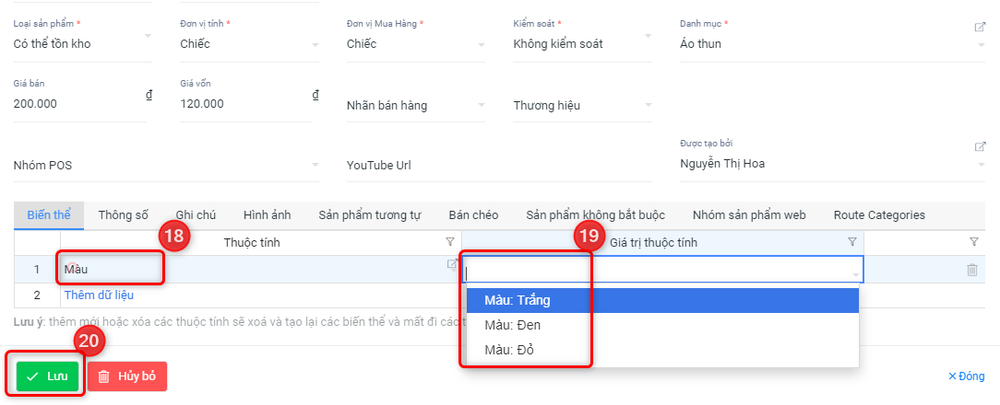 Loại sản phẩm * Đơn vị tính * Đơn vị Mua Hàng * Kiểm soát * Danh mục *
Có thể tồn kho Chiếc Chiếc Không kiểm soát Áo thun
Giá bán Giá vốn
200.000 ₫ 120.000 ₫ Nhãn bán hàng Thương hiệu
Được tạo bởi
Nhóm POS YouTube Url Nguyễn Thị Hoa
Biến thể Thông số Ghi chú Hình ảnh Sản phẩm tương tự Bán chéo Sản phẩm không bắt buộc Nhóm sản phẩm web Route Categories
18 19
Thuộc tính Giá trị thuộc tính
1 Màu
2 Thêm dữ liệu
Màu: Trắng
Lưu ý: thêm mới hoặc xóa các thuộc tính sẽ xoá và tạo lại các biến thể và mất đi các t
Màu: Đen
Màu: Đỏ
20
Lưu Hủy bỏ Đóng